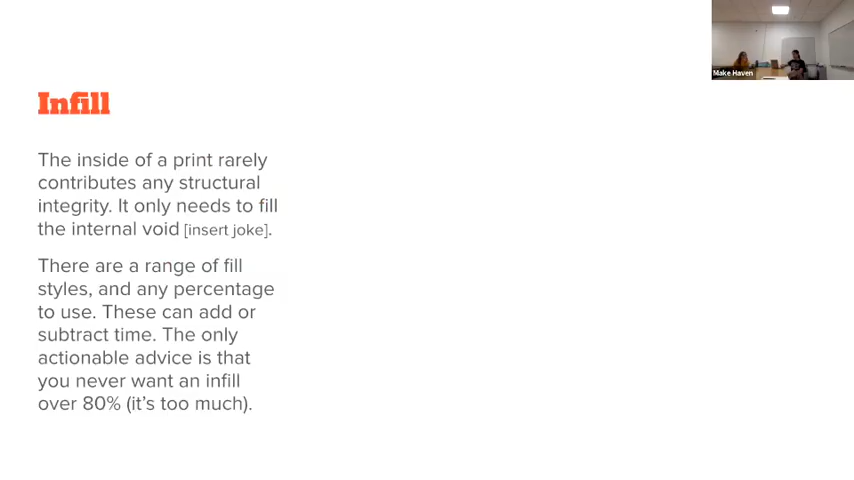 Make Haven
Infill
The inside of a print rarely
contributes any structural
integrity. It only needs to fill
the internal void [insert joke].
There are a range of fill
styles, and any percentage
to use. These can add or
subtract time. The only
actionable advice is that
you never want an infill
over 80% (it's too much).